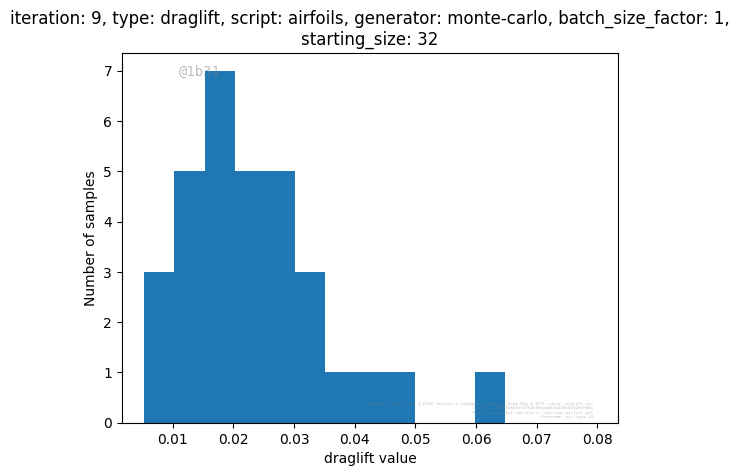 iteration: 9, type: draglift, script: airfoils, generator: monte-carlo, batch_size_factor: 1,
starting_size: 32
@1b31
7
6
5
4
3
2
1
0
Number of samples
0.01 0.02 0.03 0.04 0.05 0.06 0.07 0.08
draglift value